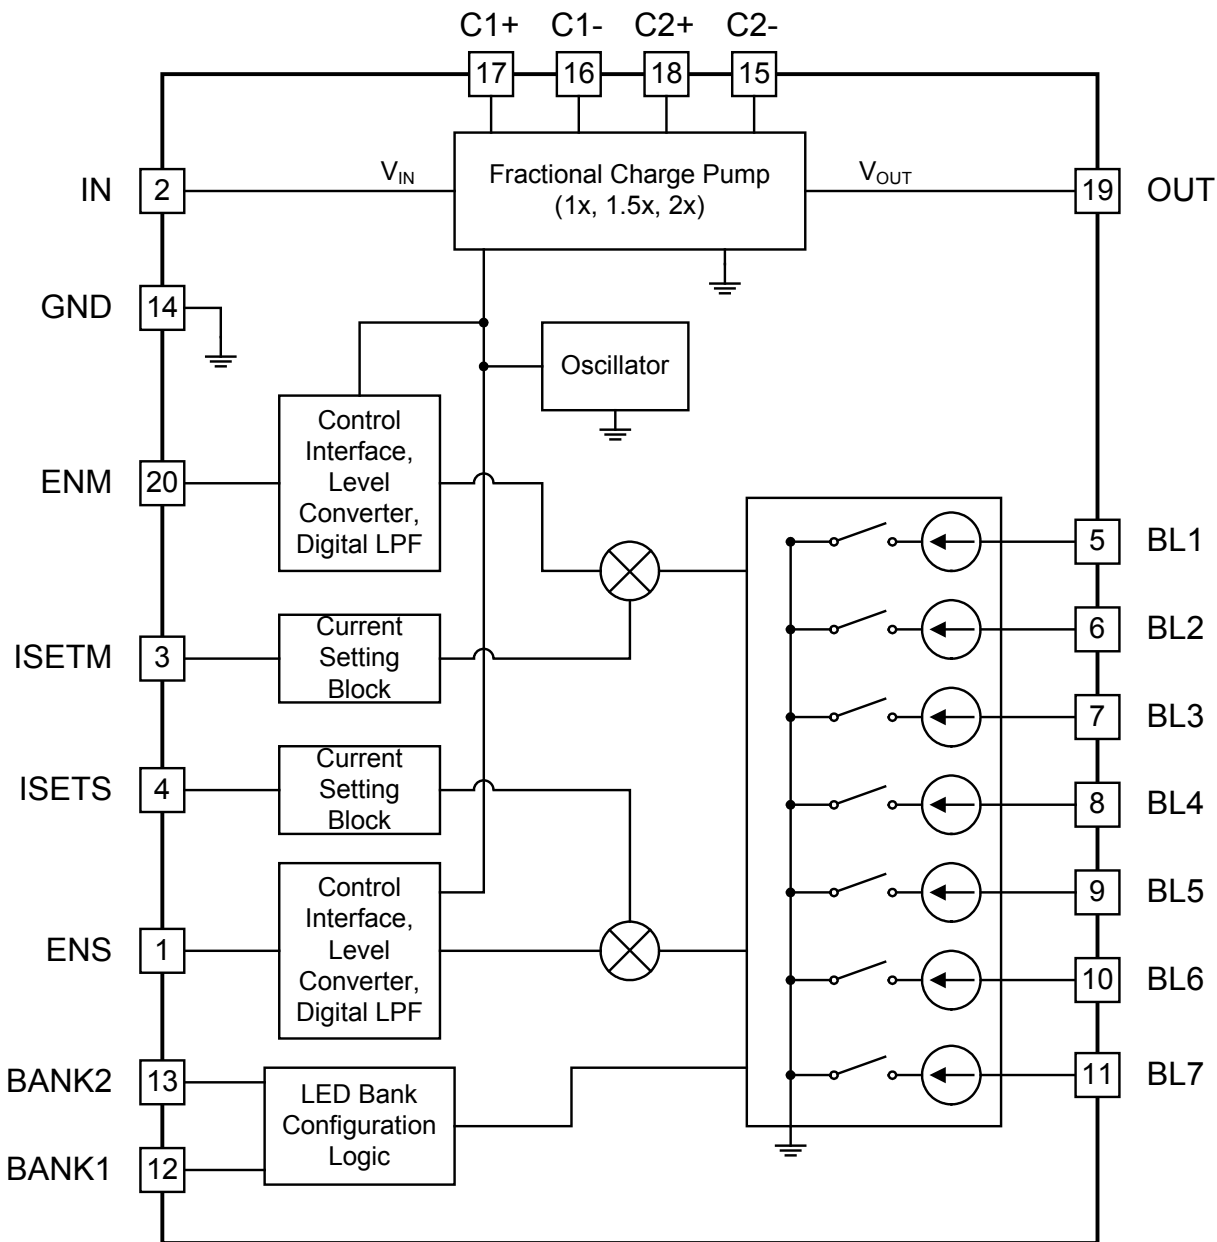 C1+ C1- C2+ C2-
17 16 18 15
IN 2 VIN Fractional Charge Pump VOUT 19 OUT
(1x, 1.5x, 2x)
GND 14
Oscillator
Control
Interface,
Level
Converter,
Digital LPF
ENM 20
5 BL1
6 BL2
Current
Setting
Block
ISETM 3
7 BL3
Current
Setting
Block
ISETS 4
8 BL4
Control
Interface,
Level
Converter,
Digital LPF
ENS 1
9 BL5
10 BL6
11 BL7
BANK2 13
LED Bank
Configuration
Logic
BANK1 12